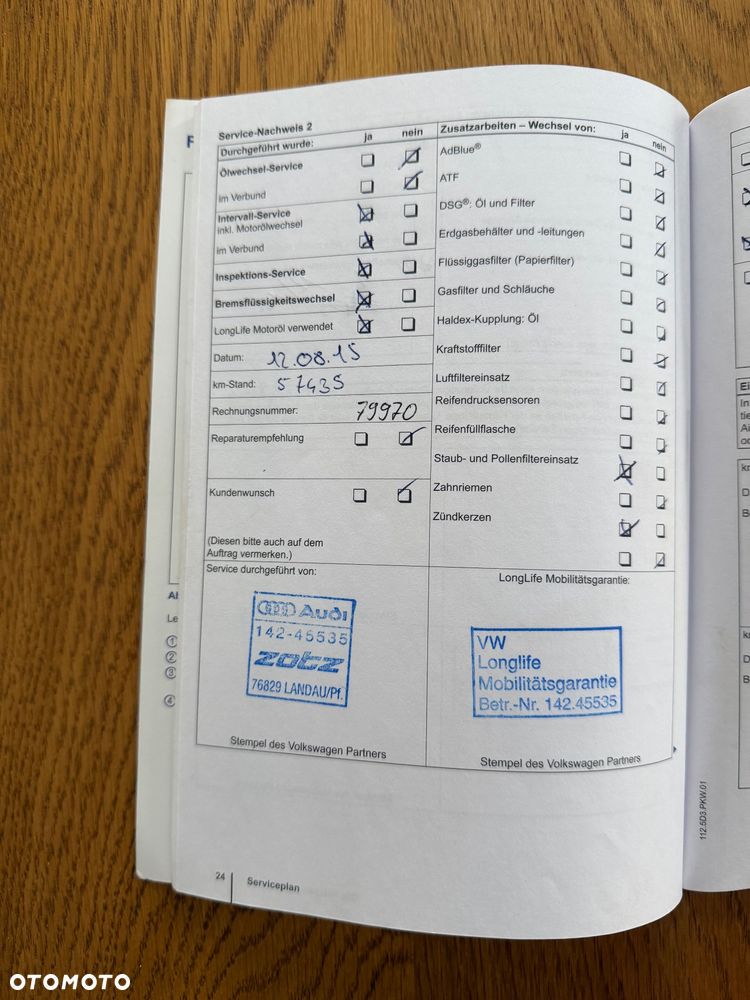 Service-Nachweis 2
Durchgeführt wurde: ja nein
Ölwechsel-Service
im Verbund
Intervall-Service
inkl. Motorölwechsel
im Verbund
Inspektions-Service
Bremsflüssigkeitswechsel
LongLife Motoröl verwendet
Datum: 12.08.15
km-Stand: 57435
Rechnungsnummer: 79970
Reparaturempfehlung
Kundenwunsch
(Diesen bitte auch auf dem
Auftrag vermerken.)
Service durchgeführt von:
Audi
142-45535
zotz
76829 LANDAU/Pf.
Stempel des Volkswagen Partners
Zusatzarbeiten – Wechsel von: ja nein
AdBlue®
ATF
DSG®: Öl und Filter
Erdgasbehälter und -leitungen
Flüssiggasfilter (Papierfilter)
Gasfilter und Schläuche
Haldex-Kupplung: Öl
Kraftstofffilter
Luftfiltereinsatz
Reifendrucksensoren
Reifenfüllflasche
Staub- und Pollenfiltereinsatz
Zahnriemen
Zündkerzen
LongLife Mobilitätsgarantie:
VW
Longlife
Mobilitätsgarantie
Betr.-Nr. 142.45535
Stempel des Volkswagen Partners
112.5D3.PKW.01
24 Serviceplan
OTOMOTO